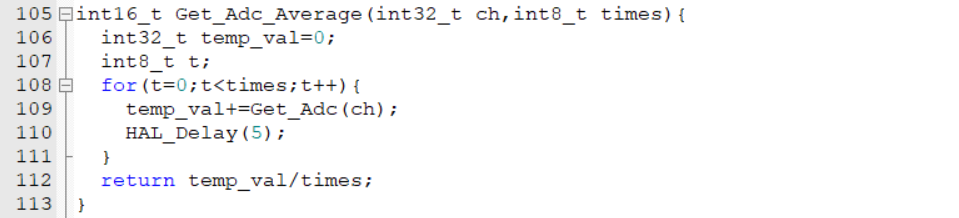 105 int16_t Get_Adc_Average(int32_t ch,int8_t times){
106   int32_t temp_val=0;
107   int8_t t;
108   for(t=0;t<times;t++){
109     temp_val+=Get_Adc(ch);
110     HAL_Delay(5);
111   }
112   return temp_val/times;
113 }